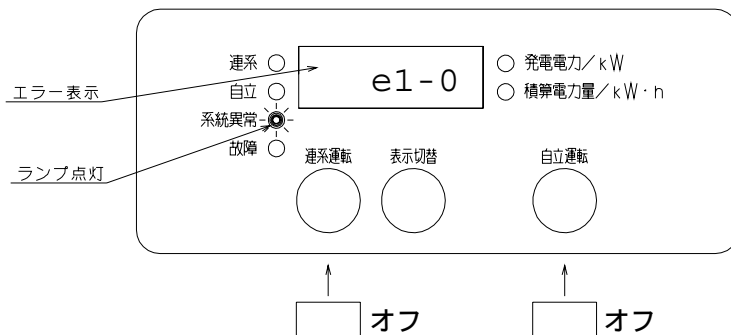 連系
自立
系統異常
故障
e1-0
発電電力/kW
積算電力量/kW・h
エラー表示
ランプ点灯
連系運転
表示切替
自立運転
オフ
オフ